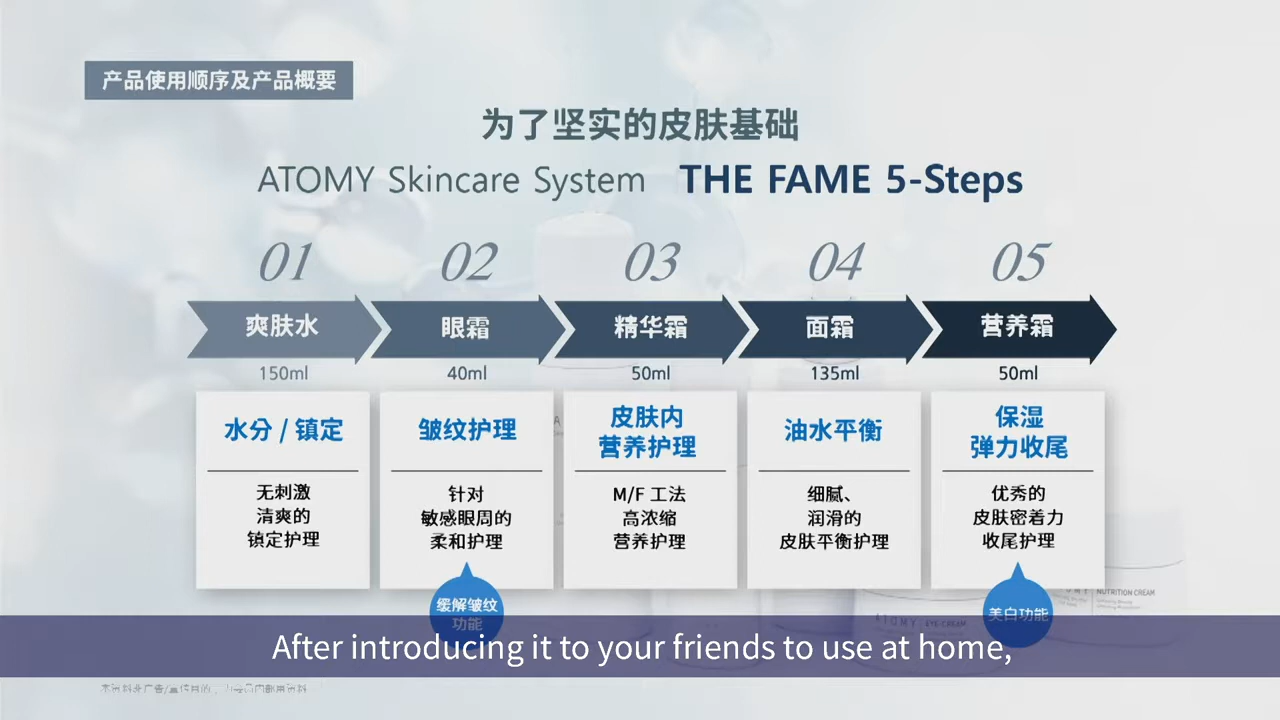 产品使用顺序及产品概要
为了坚实的皮肤基础
ATOMY Skincare System THE FAME 5-Steps
01 02 03 04 05
爽肤水 眼霜 精华霜 面霜 营养霜
150ml 40ml 50ml 135ml 50ml
水分 / 镇定
无刺激
清爽的
镇定护理
皱纹护理
针对
敏感眼周的
柔和护理
缓解皱纹
功能
皮肤内
营养护理
M/F 工法
高浓缩
营养护理
油水平衡
细腻、
润滑的
皮肤平衡护理
保湿
弹力收尾
优秀的
皮肤密着力
收尾护理
美白功能
NUTRITION CREAM
ATOMY EYE CREAM
After introducing it to your friends to use at home,